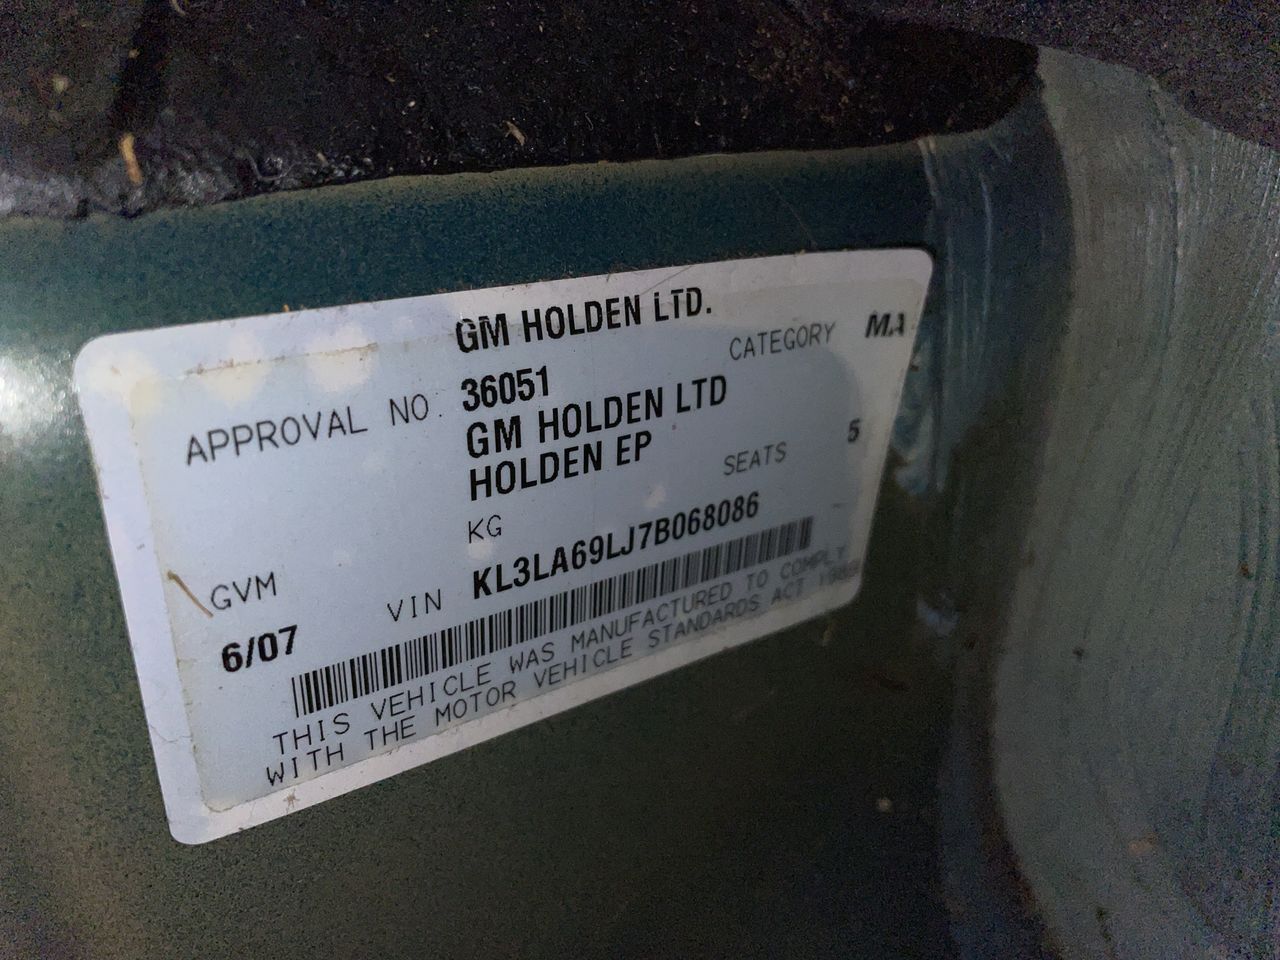 GM HOLDEN LTD.
APPROVAL NO. 36051 CATEGORY MA
GM HOLDEN LTD
HOLDEN EP SEATS 5
GVM KG
6/07 VIN KL3LA69LJ7B068086
THIS VEHICLE WAS MANUFACTURED TO COMPLY
WITH THE MOTOR VEHICLE STANDARDS ACT 1989